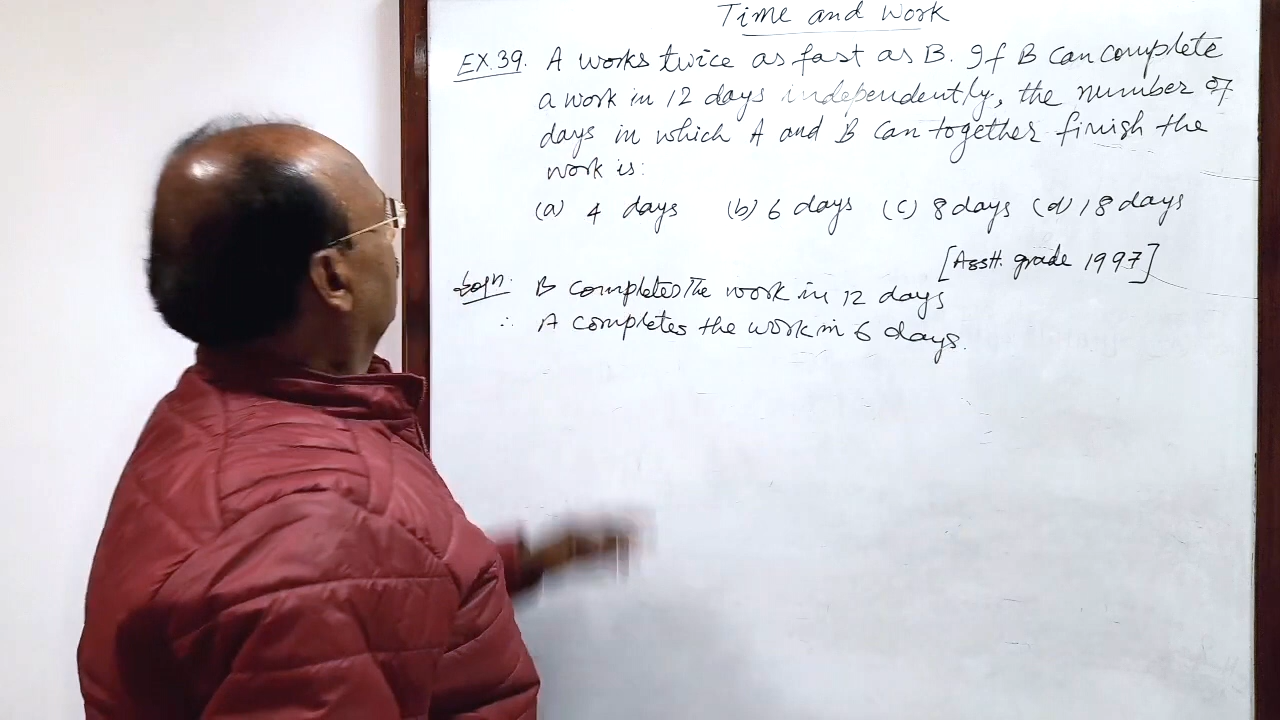 Time and Work
EX.39. A works twice as fast as B. If B can complete
a work in 12 days independently, the number of
days in which A and B can together finish the
work is:
(a) 4 days (b) 6 days (c) 8 days (d) 18 days
[Asstt. grade 1997]
Solⁿ. B completes the work in 12 days
∴ A completes the work in 6 days.